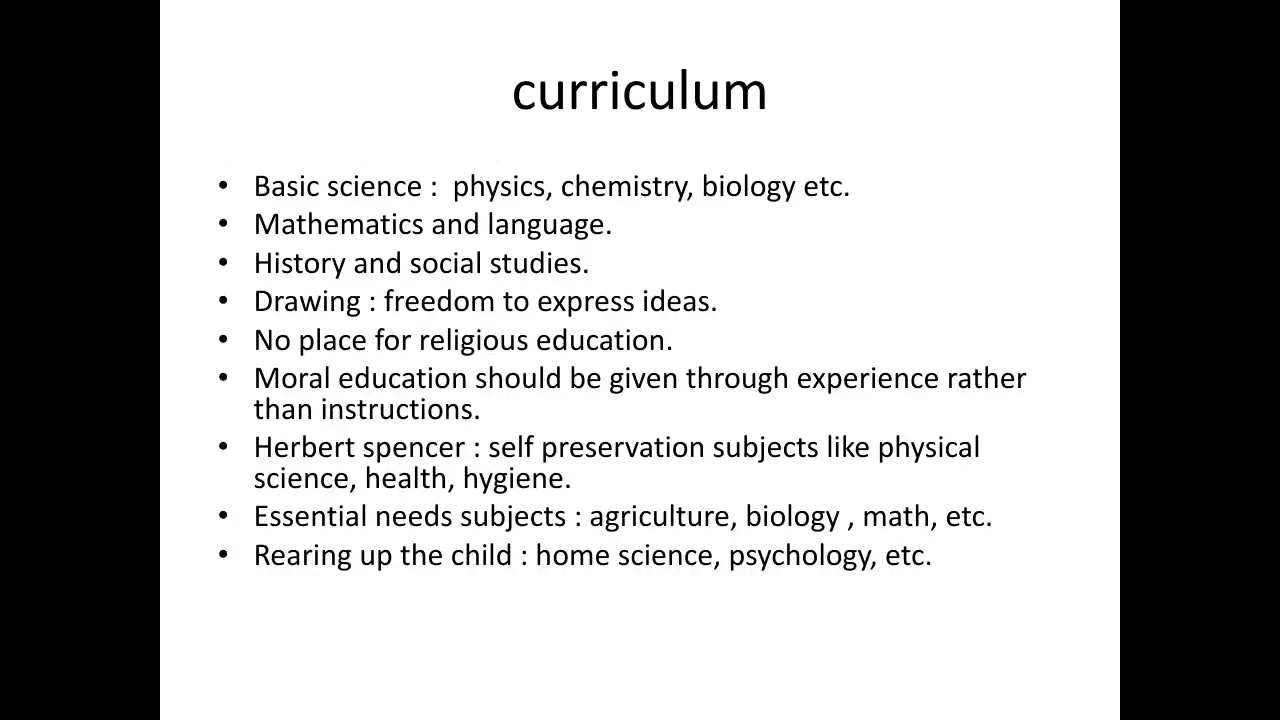 curriculum
• Basic science :  physics, chemistry, biology etc.
• Mathematics and language.
• History and social studies.
• Drawing : freedom to express ideas.
• No place for religious education.
• Moral education should be given through experience rather
than instructions.
• Herbert spencer : self preservation subjects like physical
science, health, hygiene.
• Essential needs subjects : agriculture, biology , math, etc.
• Rearing up the child : home science, psychology, etc.